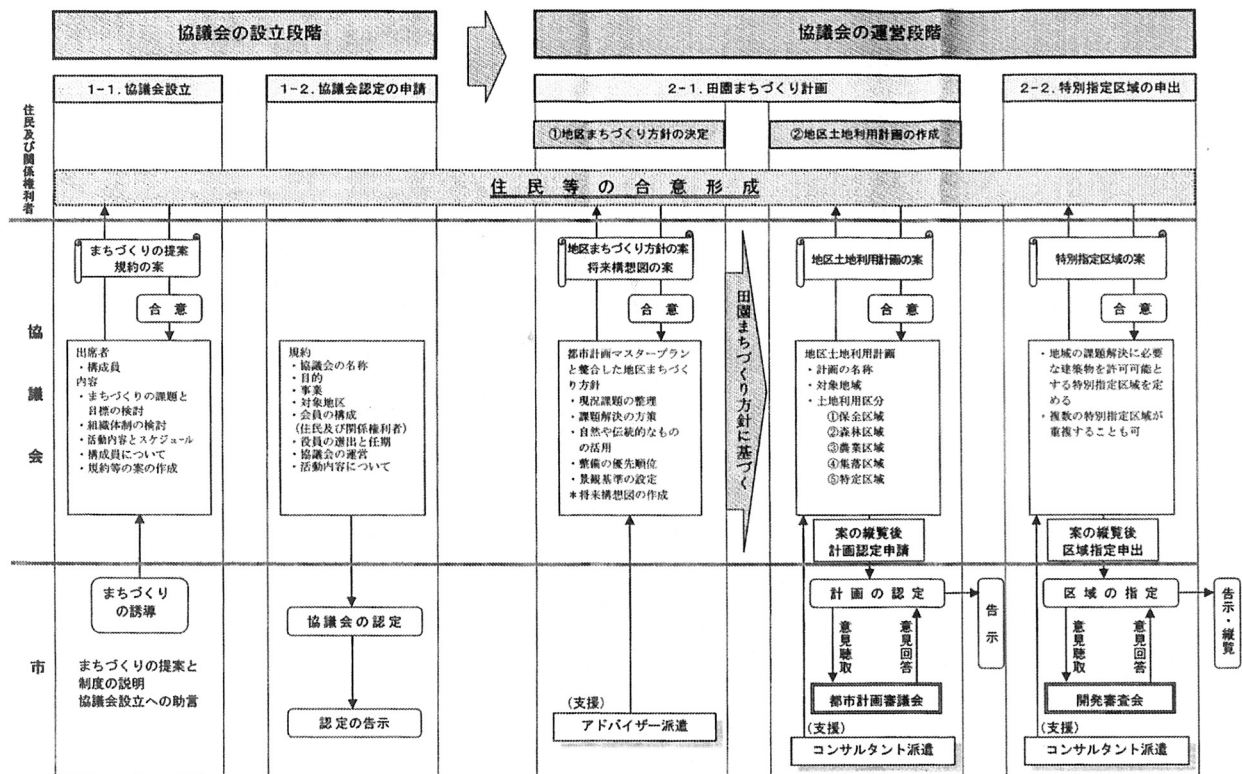 協議会の設立段階
協議会の運営段階
1-1.協議会設立
1-2.協議会認定の申請
2-1.田園まちづくり計画
2-2.特別指定区域の申出
①地区まちづくり方針の決定
②地区土地利用計画の作成
住民及び関係権利者
住民等の合意形成
協議会
まちづくりの提案
規約の案
合意
出席者
・構成員
内容
・まちづくりの課題と
目標の検討
・組織体制の検討
・活動内容とスケジュール
・構成員について
・規約等の案の作成
規約
・協議会の名称
・目的
・事業
・対象地区
・会員の構成
(住民及び関係権利者)
・役員の選出と任期
・協議会の運営
・活動内容について
地区まちづくり方針の案
将来構想図の案
合意
都市計画マスタープラン
と整合した地区まちづく
り方針
・現況課題の整理
・課題解決の方策
・自然や伝統的なもの
の活用
・整備の優先順位
・景観基準の設定
*将来構想図の作成
田園まちづくり方針に基づく
地区土地利用計画の案
合意
地区土地利用計画
・計画の名称
・対象地域
・土地利用区分
①保全区域
②森林区域
③農業区域
④集落区域
⑤特定区域
案の縦覧後
計画認定申請
特別指定区域の案
合意
・地域の課題解決に必要
な建築物を許可可能と
する特別指定区域を定
める
・複数の特別指定区域が
重複することも可
案の縦覧後
区域指定申出
市
まちづくり
の誘導
まちづくりの提案と
制度の説明
協議会設立への助言
協議会の認定
認定の告示
(支援)
アドバイザー派遣
計画の認定
告示
意見聴取
意見回答
都市計画審議会
(支援)
コンサルタント派遣
区域の指定
告示・縦覧
意見聴取
意見回答
開発審査会
(支援)
コンサルタント派遣